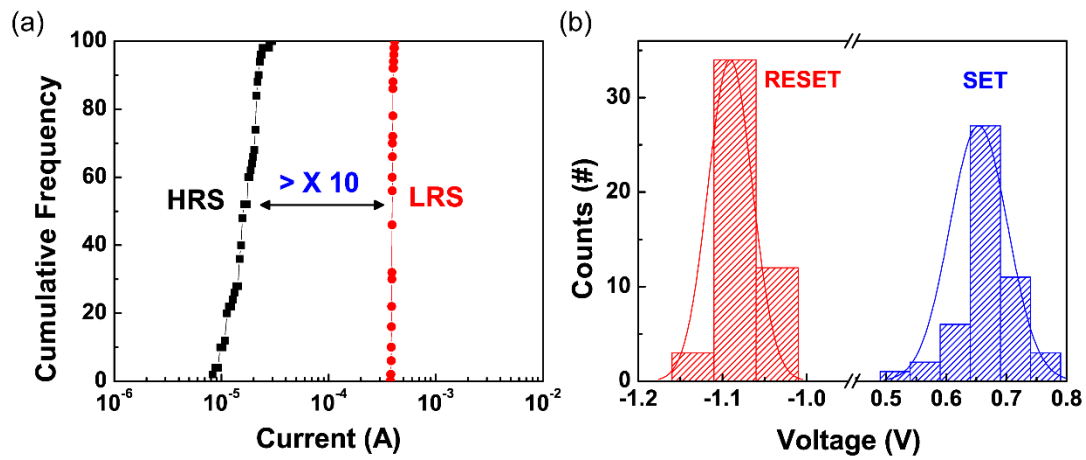 (a)
Cumulative Frequency
100
80
60
40
20
0
HRS
> X 10
LRS
10⁻⁶ 10⁻⁵ 10⁻⁴ 10⁻³ 10⁻²
Current (A)
(b)
Counts (#)
30
20
10
0
RESET
SET
-1.2 -1.1 -1.0 0.5 0.6 0.7 0.8
Voltage (V)